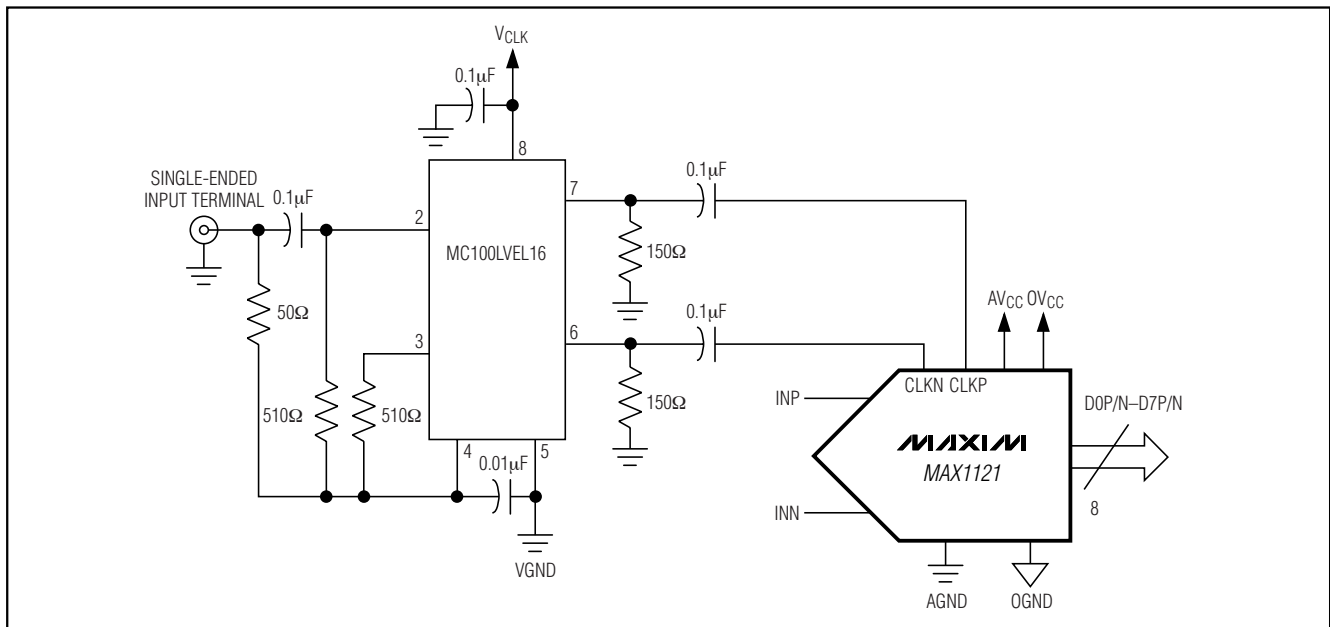 VCLK
0.1µF
8
SINGLE-ENDED
INPUT TERMINAL
0.1µF
2
7
0.1µF
MC100LVEL16
150Ω
50Ω
3
6
0.1µF
AVCC OVCC
510Ω
510Ω
150Ω
CLKN CLKP
INP
D0P/N–D7P/N
4
0.01µF
5
MAXIM
MAX1121
8
INN
VGND
AGND
OGND